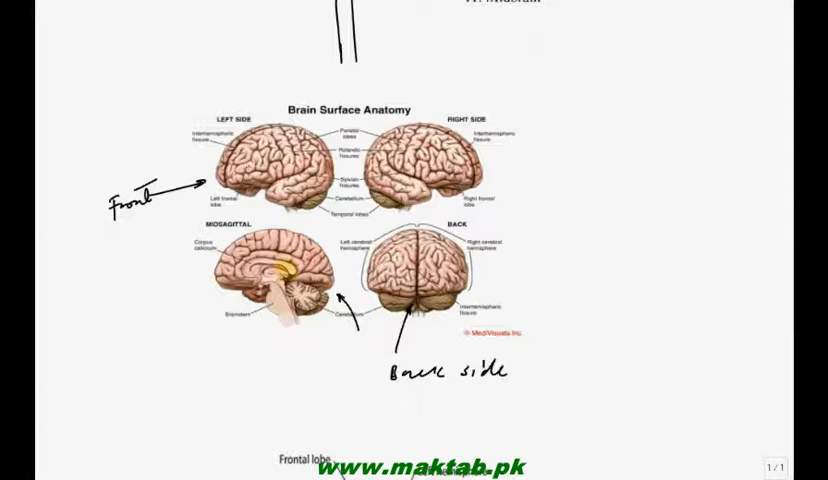 Brain Surface Anatomy
LEFT SIDE
RIGHT SIDE
Interhemispheric
fissure
Parietal
lobes
Interhemispheric
fissure
Rolandic
fissures
Sylvian
fissures
Left frontal
lobe
Cerebellum
Right frontal
lobe
Temporal lobes
Front
MIDSAGITTAL
BACK
Corpus
callosum
Left cerebral
hemisphere
Right cerebral
hemisphere
Brainstem
Cerebellum
Interhemispheric
fissure
© MediVisuals Inc.
Back side
Frontal lobe
www.maktab.pk
1 / 1